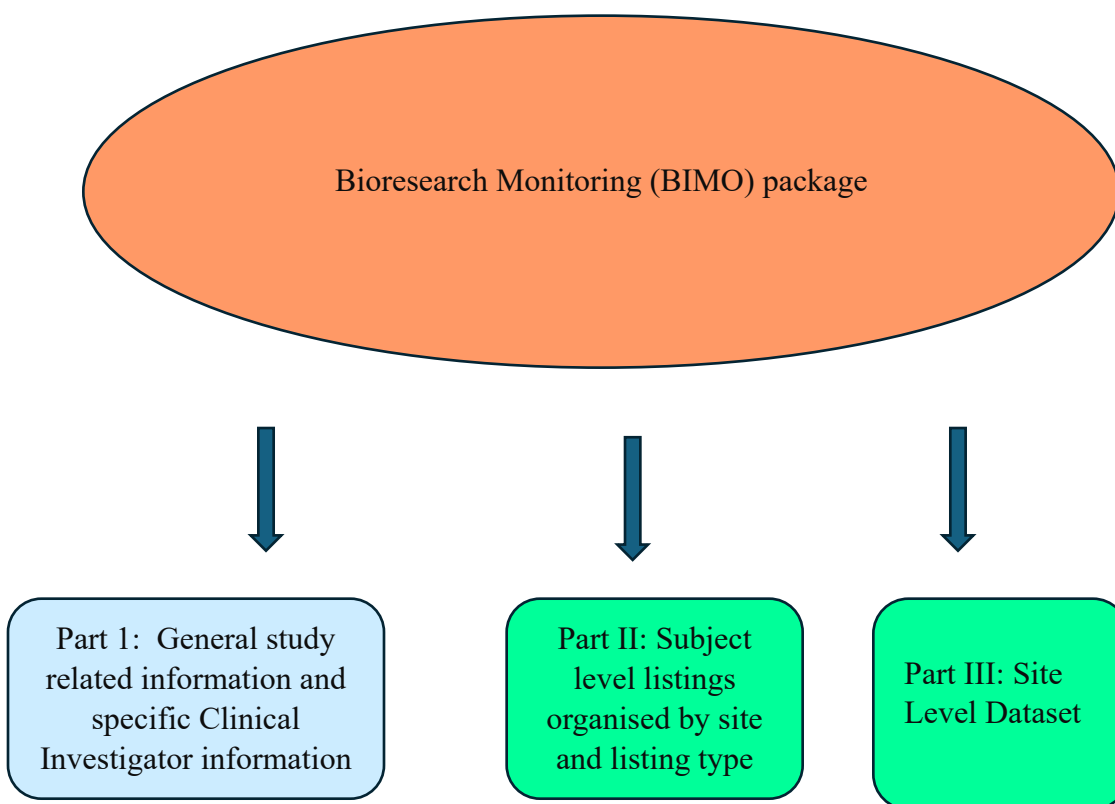 Bioresearch Monitoring (BIMO) package
Part 1:  General study
related information and
specific Clinical
Investigator information
Part II: Subject
level listings
organised by site
and listing type
Part III: Site
Level Dataset